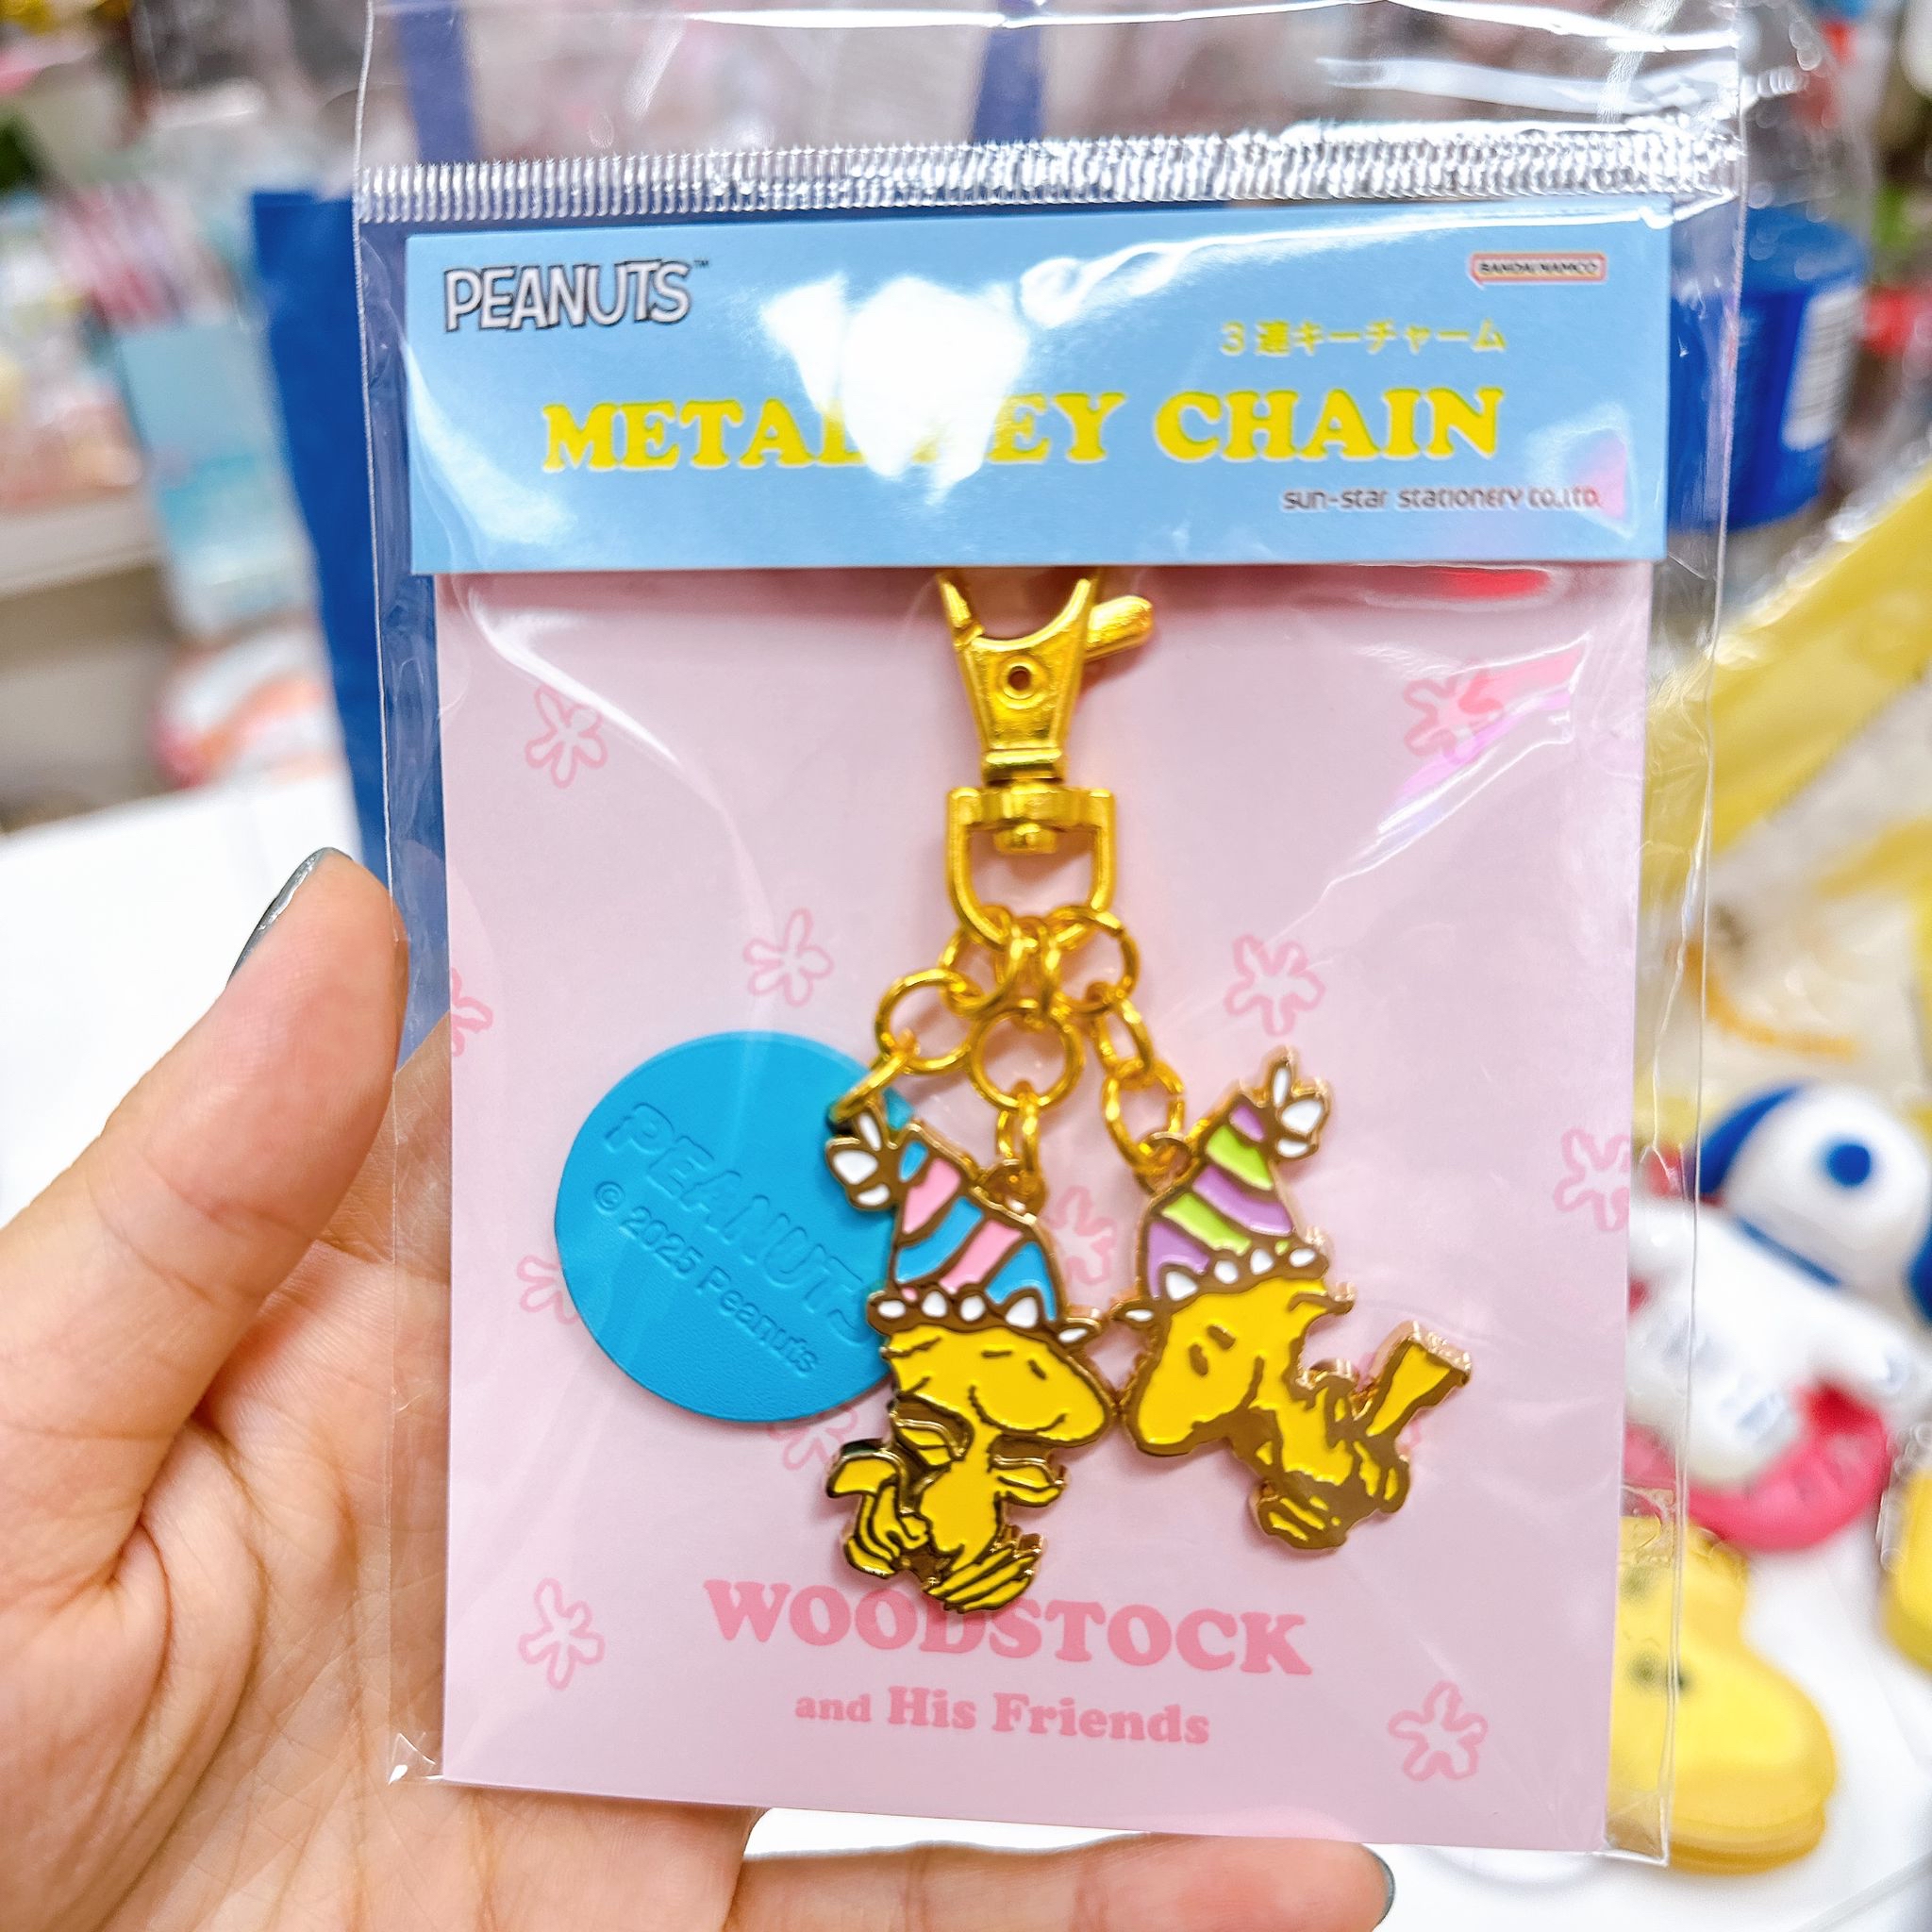 PEANUTS™
BANDAI NAMCO
3連キーチャーム
METAL KEY CHAIN
sun-star stationery co.,ltd.
PEANUTS
© 2025 Peanuts
WOODSTOCK
and His Friends